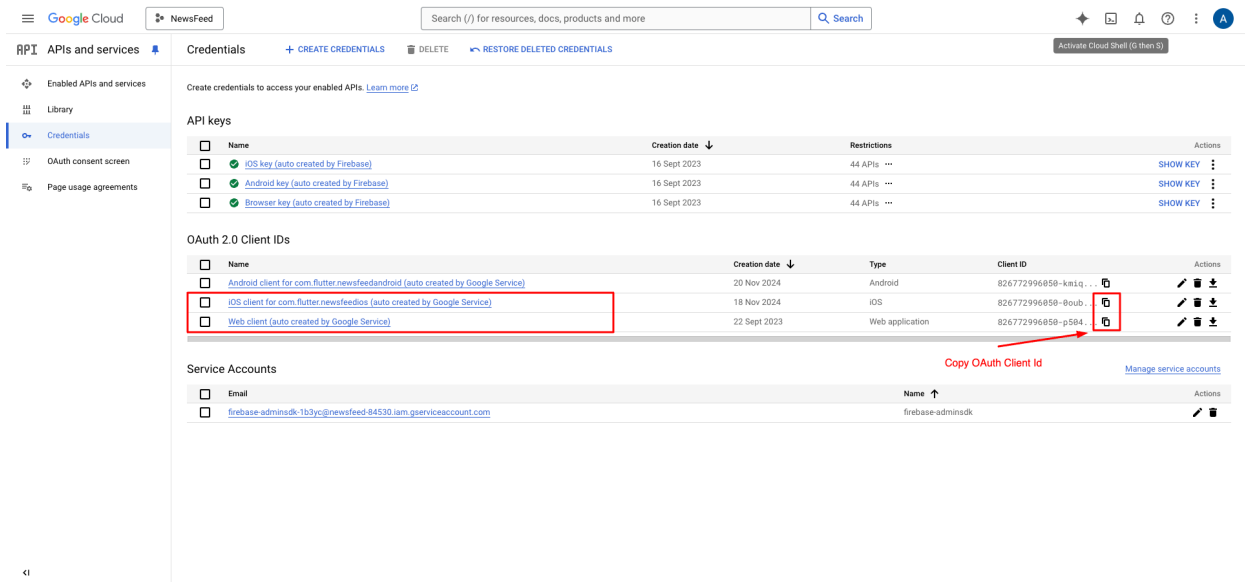 Google Cloud NewsFeed Search (/) for resources, docs, products and more Search A
API APIs and services Credentials + CREATE CREDENTIALS DELETE RESTORE DELETED CREDENTIALS Activate Cloud Shell (G then S)
Enabled APIs and services
Library
Credentials
OAuth consent screen
Page usage agreements
Create credentials to access your enabled APIs. Learn more
API keys
Name Creation date Restrictions Actions
iOS key (auto created by Firebase) 16 Sept 2023 44 APIs SHOW KEY
Android key (auto created by Firebase) 16 Sept 2023 44 APIs SHOW KEY
Browser key (auto created by Firebase) 16 Sept 2023 44 APIs SHOW KEY
OAuth 2.0 Client IDs
Name Creation date Type Client ID Actions
Android client for com.flutter.newsfeedandroid (auto created by Google Service) 20 Nov 2024 Android 826772996050-kmiq...
iOS client for com.flutter.newsfeedios (auto created by Google Service) 18 Nov 2024 iOS 826772996050-0oub...
Web client (auto created by Google Service) 22 Sept 2023 Web application 826772996050-p504...
Copy OAuth Client Id
Service Accounts Manage service accounts
Email Name Actions
firebase-adminsdk-1b3yc@newsfeed-84530.iam.gserviceaccount.com firebase-adminsdk